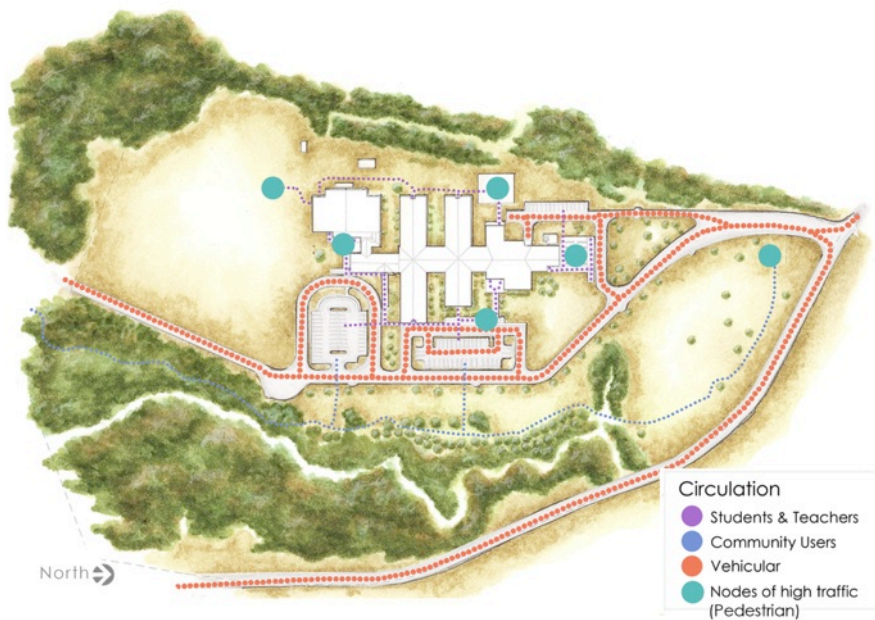 Circulation
Students & Teachers
Community Users
Vehicular
Nodes of high traffic
(Pedestrian)
North